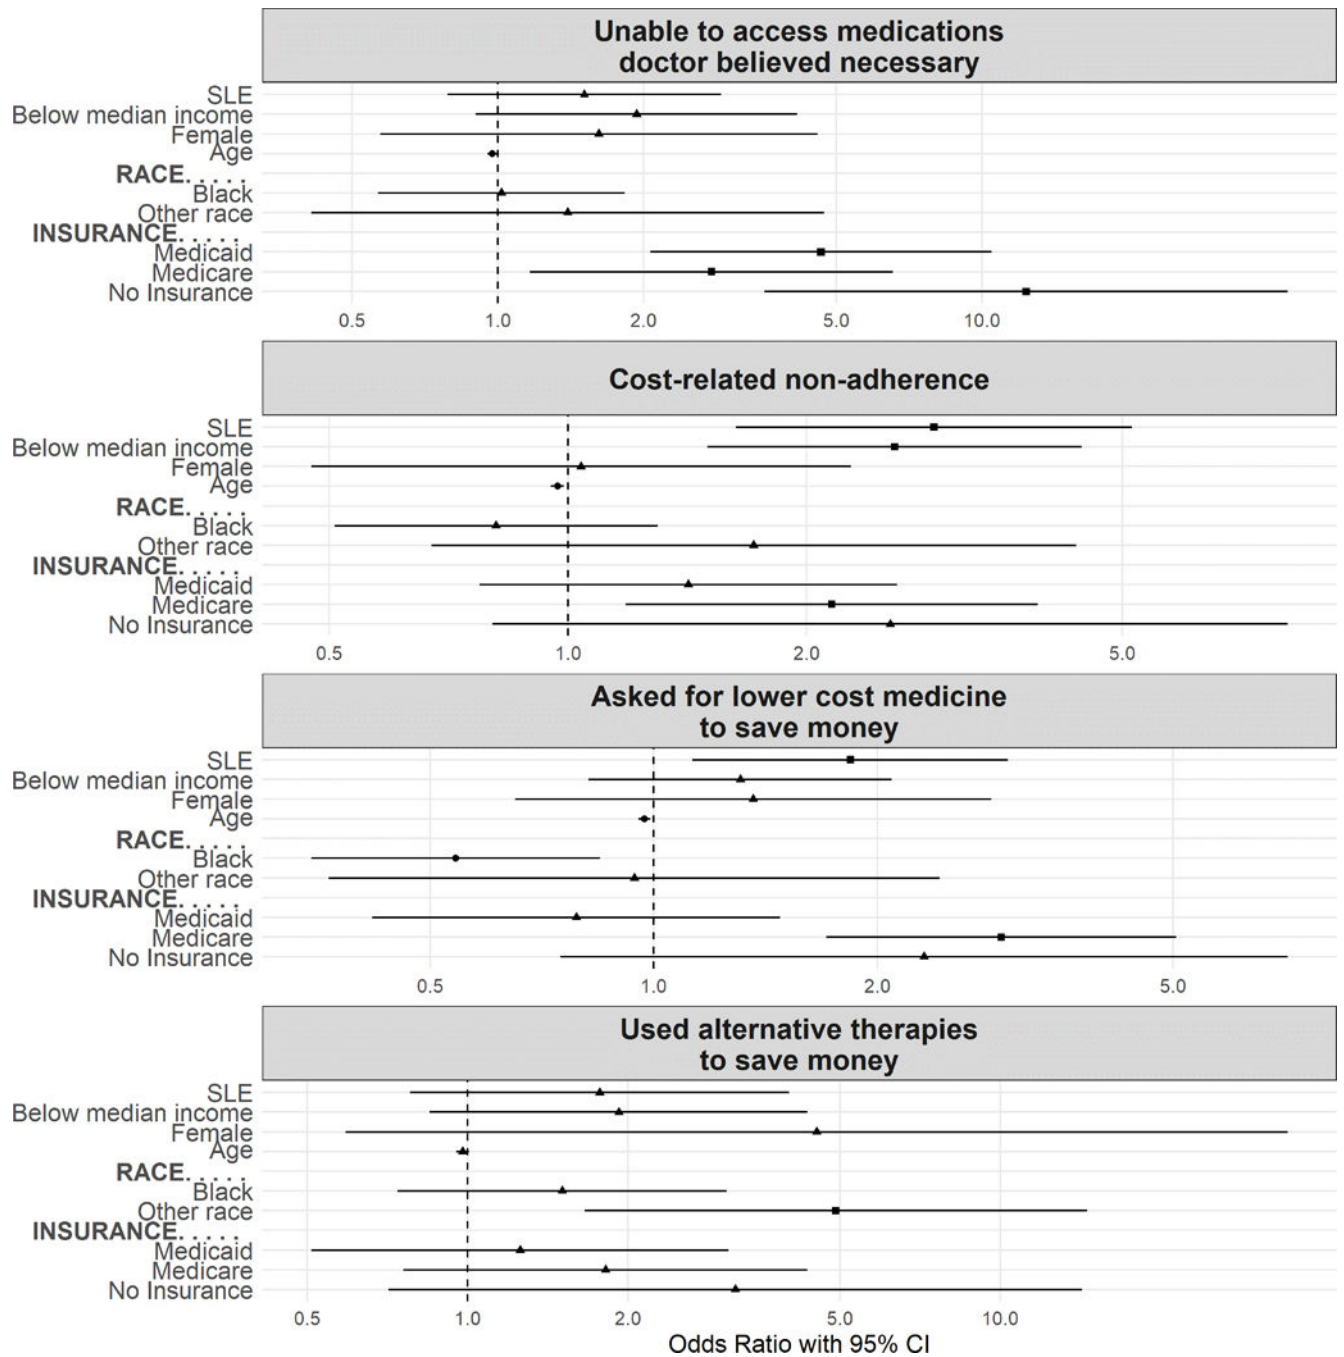 Unable to access medications
doctor believed necessary
SLE
Below median income
Female
Age
RACE. . . . .
Black
Other race
INSURANCE. . . . .
Medicaid
Medicare
No Insurance
0.5 1.0 2.0 5.0 10.0
Cost-related non-adherence
SLE
Below median income
Female
Age
RACE. . . . .
Black
Other race
INSURANCE. . . . .
Medicaid
Medicare
No Insurance
0.5 1.0 2.0 5.0
Asked for lower cost medicine
to save money
SLE
Below median income
Female
Age
RACE. . . . .
Black
Other race
INSURANCE. . . . .
Medicaid
Medicare
No Insurance
0.5 1.0 2.0 5.0
Used alternative therapies
to save money
SLE
Below median income
Female
Age
RACE. . . . .
Black
Other race
INSURANCE. . . . .
Medicaid
Medicare
No Insurance
0.5 1.0 2.0 5.0 10.0
Odds Ratio with 95% CI